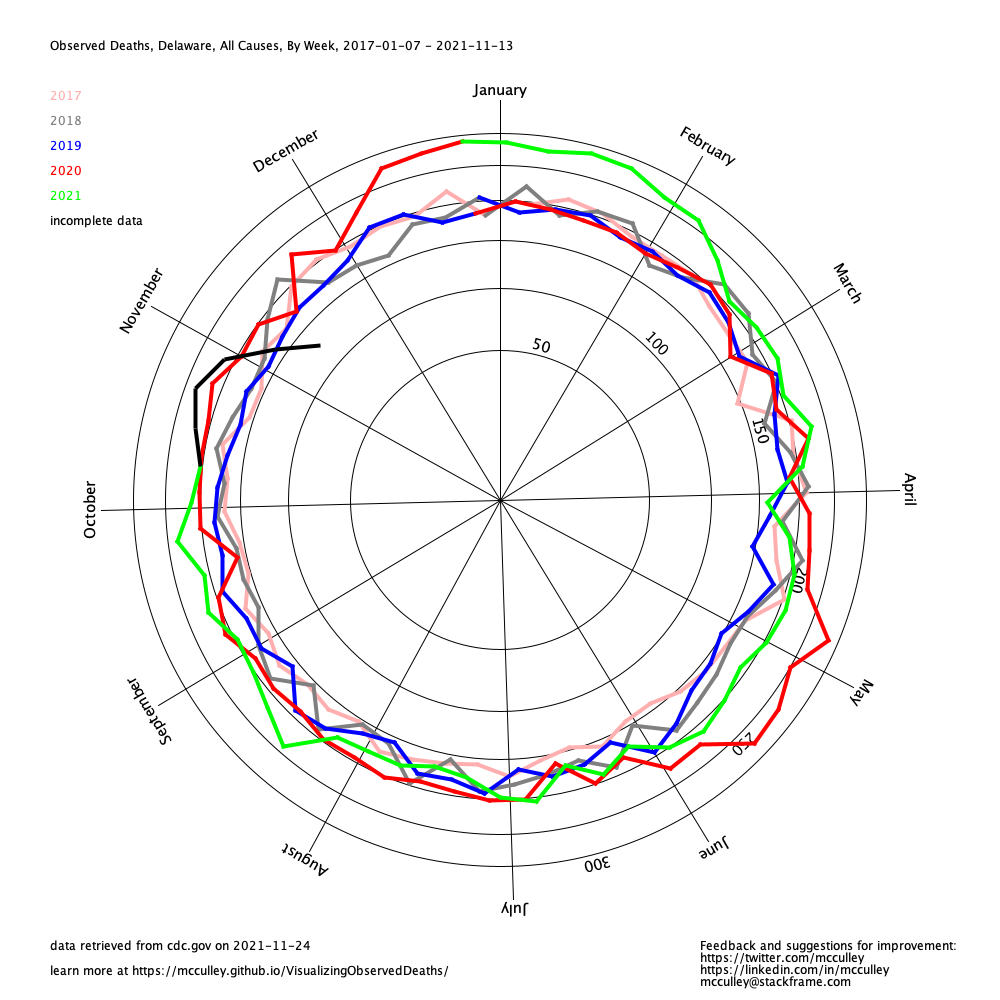 Observed Deaths, Delaware, All Causes, By Week, 2017-01-07 - 2021-11-13
January
2017
2018
2019
2020
2021
incomplete data
December
February
November
March
50
100
150
October
April
200
September
May
250
August
June
300
July
data retrieved from cdc.gov on 2021-11-24
learn more at https://mcculley.github.io/VisualizingObservedDeaths/
Feedback and suggestions for improvement:
https://twitter.com/mcculley
https://linkedin.com/in/mcculley
mcculley@stackframe.com